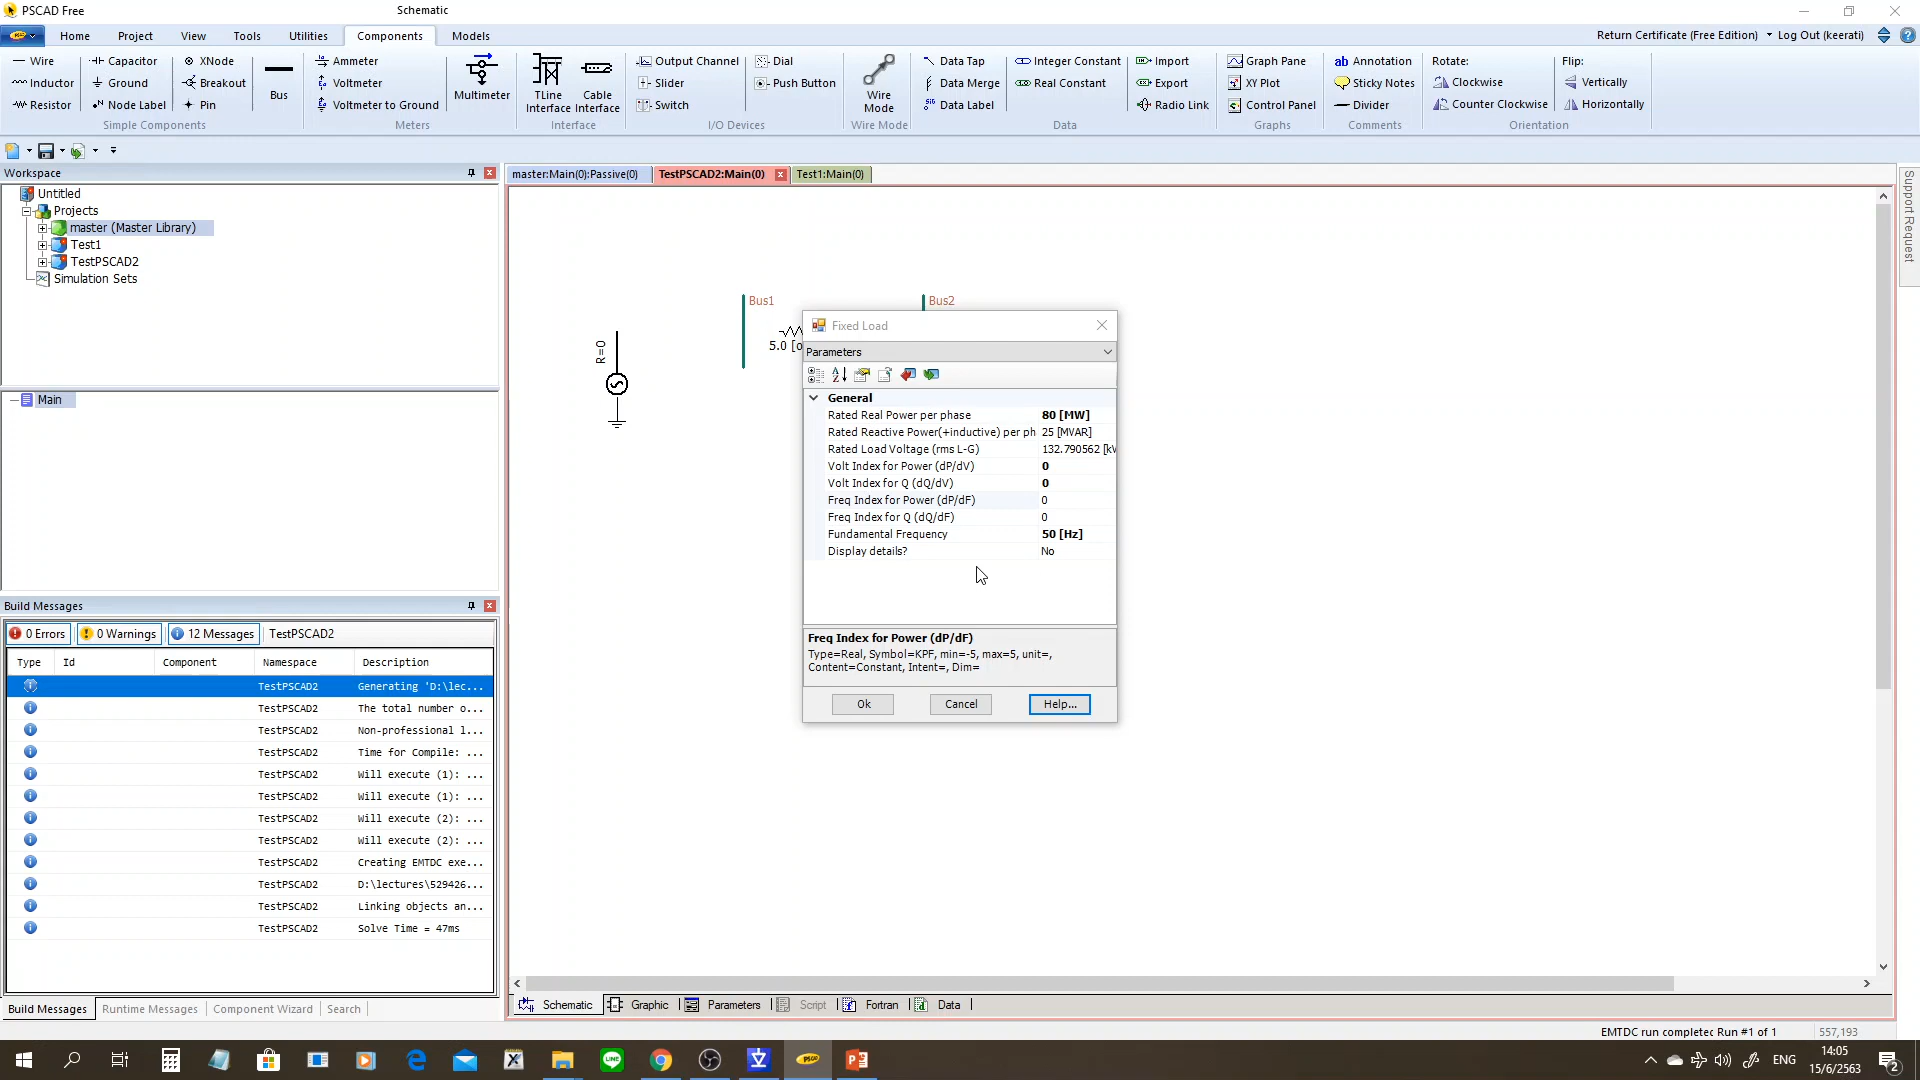 PSCAD Free
Schematic
Home Project View Tools Utilities Components Models
Return Certificate (Free Edition) Log Out (keerati)
Wire Capacitor XNode Ammeter Output Channel Dial Data Tap Integer Constant Import Graph Pane Annotation Rotate: Flip:
Inductor Ground Breakout Bus Voltmeter Multimeter TLine Interface Cable Interface Slider Push Button Wire Mode Data Merge Real Constant Export XY Plot Sticky Notes Clockwise Vertically
Resistor Node Label Pin Voltmeter to Ground Switch Data Label Radio Link Control Panel Divider Counter Clockwise Horizontally
Simple Components Meters Interface I/O Devices Wire Mode Data Graphs Comments Orientation
Workspace
Untitled
Projects
master (Master Library)
Test1
TestPSCAD2
Simulation Sets
Main
master:Main(0):Passive(0) TestPSCAD2:Main(0) Test1:Main(0)
Support Request
Bus1
Bus2
R=0
5.0 [o
Fixed Load
Parameters
General
Rated Real Power per phase 80 [MW]
Rated Reactive Power(+inductive) per ph 25 [MVAR]
Rated Load Voltage (rms L-G) 132.790562 [kV
Volt Index for Power (dP/dV) 0
Volt Index for Q (dQ/dV) 0
Freq Index for Power (dP/dF) 0
Freq Index for Q (dQ/dF) 0
Fundamental Frequency 50 [Hz]
Display details? No
Freq Index for Power (dP/dF)
Type=Real, Symbol=KPF, min=-5, max=5, unit=,
Content=Constant, Intent=, Dim=
Ok Cancel Help...
Build Messages
0 Errors 0 Warnings 12 Messages TestPSCAD2
Type Id Component Namespace Description
TestPSCAD2 Generating 'D:\lec...
TestPSCAD2 The total number o...
TestPSCAD2 Non-professional l...
TestPSCAD2 Time for Compile: ...
TestPSCAD2 Will execute (1): ...
TestPSCAD2 Will execute (1): ...
TestPSCAD2 Will execute (2): ...
TestPSCAD2 Will execute (2): ...
TestPSCAD2 Creating EMTDC exe...
TestPSCAD2 D:\lectures\529426...
TestPSCAD2 Linking objects an...
TestPSCAD2 Solve Time = 47ms
Build Messages Runtime Messages Component Wizard Search
Schematic Graphic Parameters Script Fortran Data
EMTDC run completec Run #1 of 1 557,193
ENG
14:05
15/6/2563
2